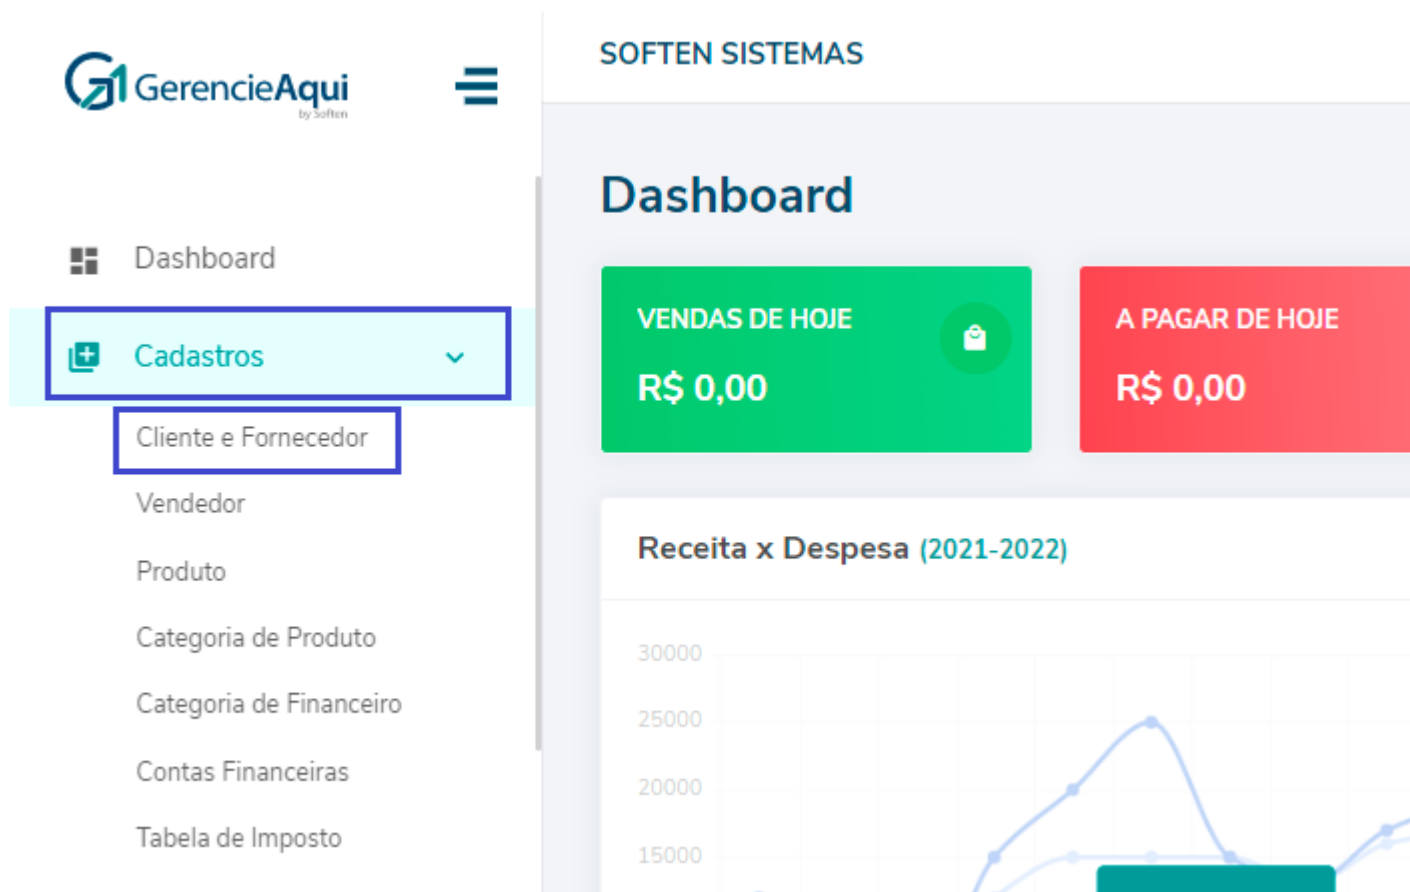 GerencieAqui
by Soften
SOFTEN SISTEMAS
Dashboard
Cadastros
Cliente e Fornecedor
Vendedor
Produto
Categoria de Produto
Categoria de Financeiro
Contas Financeiras
Tabela de Imposto
Dashboard
VENDAS DE HOJE
R$ 0,00
A PAGAR DE HOJE
R$ 0,00
Receita x Despesa (2021-2022)
30000
25000
20000
15000